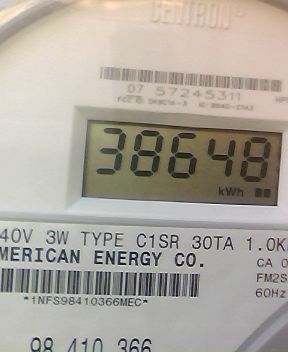 CENTRON®
07 57245311
38648
kWh
40V 3W TYPE C1SR 30TA 1.0K
MERICAN ENERGY CO.
CA 0
FM2S
60Hz
*1NFS98410366MEC*
98 410 366